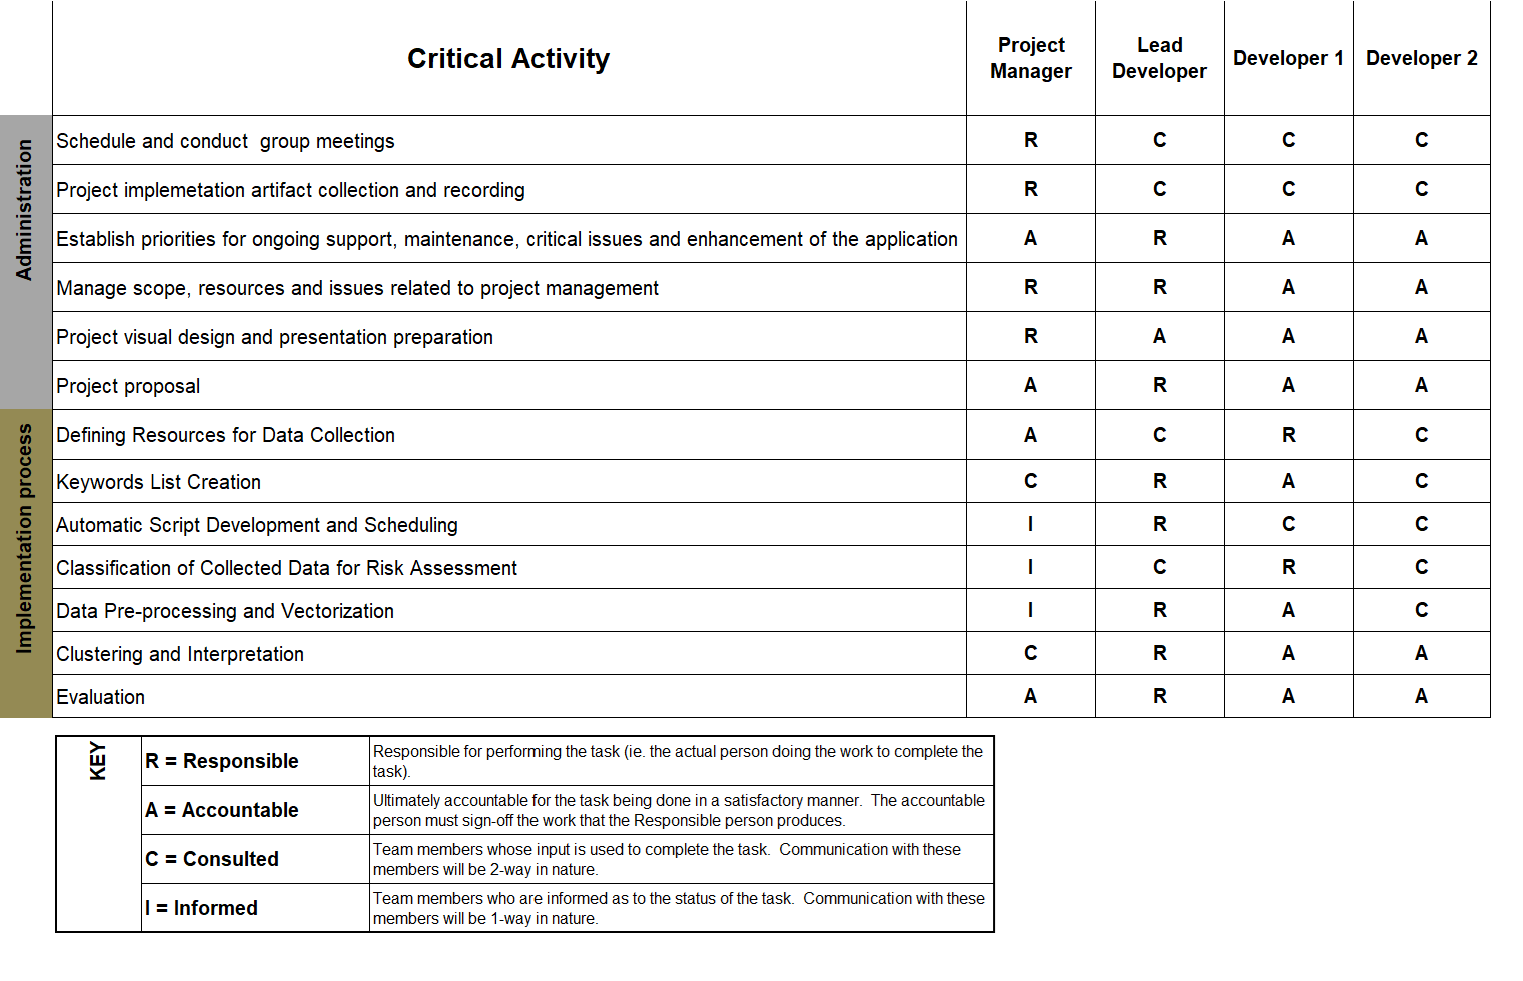 Critical Activity Project Manager Lead Developer Developer 1 Developer 2
Administration
Schedule and conduct  group meetings R C C C
Project implemetation artifact collection and recording R C C C
Establish priorities for ongoing support, maintenance, critical issues and enhancement of the application A R A A
Manage scope, resources and issues related to project management R R A A
Project visual design and presentation preparation R A A A
Project proposal A R A A
Implementation process
Defining Resources for Data Collection A C R C
Keywords List Creation C R A C
Automatic Script Development and Scheduling I R C C
Classification of Collected Data for Risk Assessment I C R C
Data Pre-processing and Vectorization I R A C
Clustering and Interpretation C R A A
Evaluation A R A A
KEY
R = Responsible
Responsible for performing the task (ie. the actual person doing the work to complete the
task).
A = Accountable
Ultimately accountable for the task being done in a satisfactory manner.  The accountable
person must sign-off the work that the Responsible person produces.
C = Consulted
Team members whose input is used to complete the task.  Communication with these
members will be 2-way in nature.
I = Informed
Team members who are informed as to the status of the task.  Communication with these
members will be 1-way in nature.